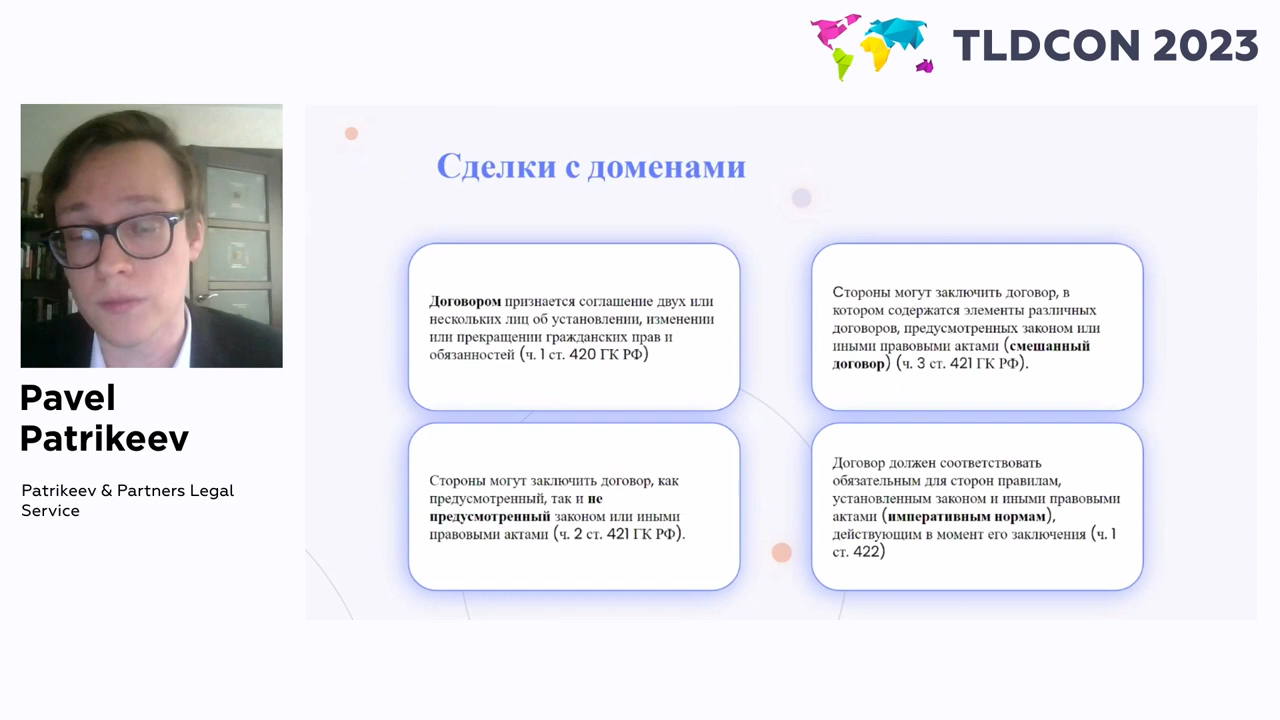 TLDCON 2023
Pavel
Patrikeev
Patrikeev & Partners Legal
Service
Сделки с доменами
Договором признается соглашение двух или
нескольких лиц об установлении, изменении
или прекращении гражданских прав и
обязанностей (ч. 1 ст. 420 ГК РФ)
Стороны могут заключить договор, в
котором содержатся элементы различных
договоров, предусмотренных законом или
иными правовыми актами (смешанный
договор) (ч. 3 ст. 421 ГК РФ).
Стороны могут заключить договор, как
предусмотренный, так и не
предусмотренный законом или иными
правовыми актами (ч. 2 ст. 421 ГК РФ).
Договор должен соответствовать
обязательным для сторон правилам,
установленным законом и иными правовыми
актами (императивным нормам),
действующим в момент его заключения (ч. 1
ст. 422)